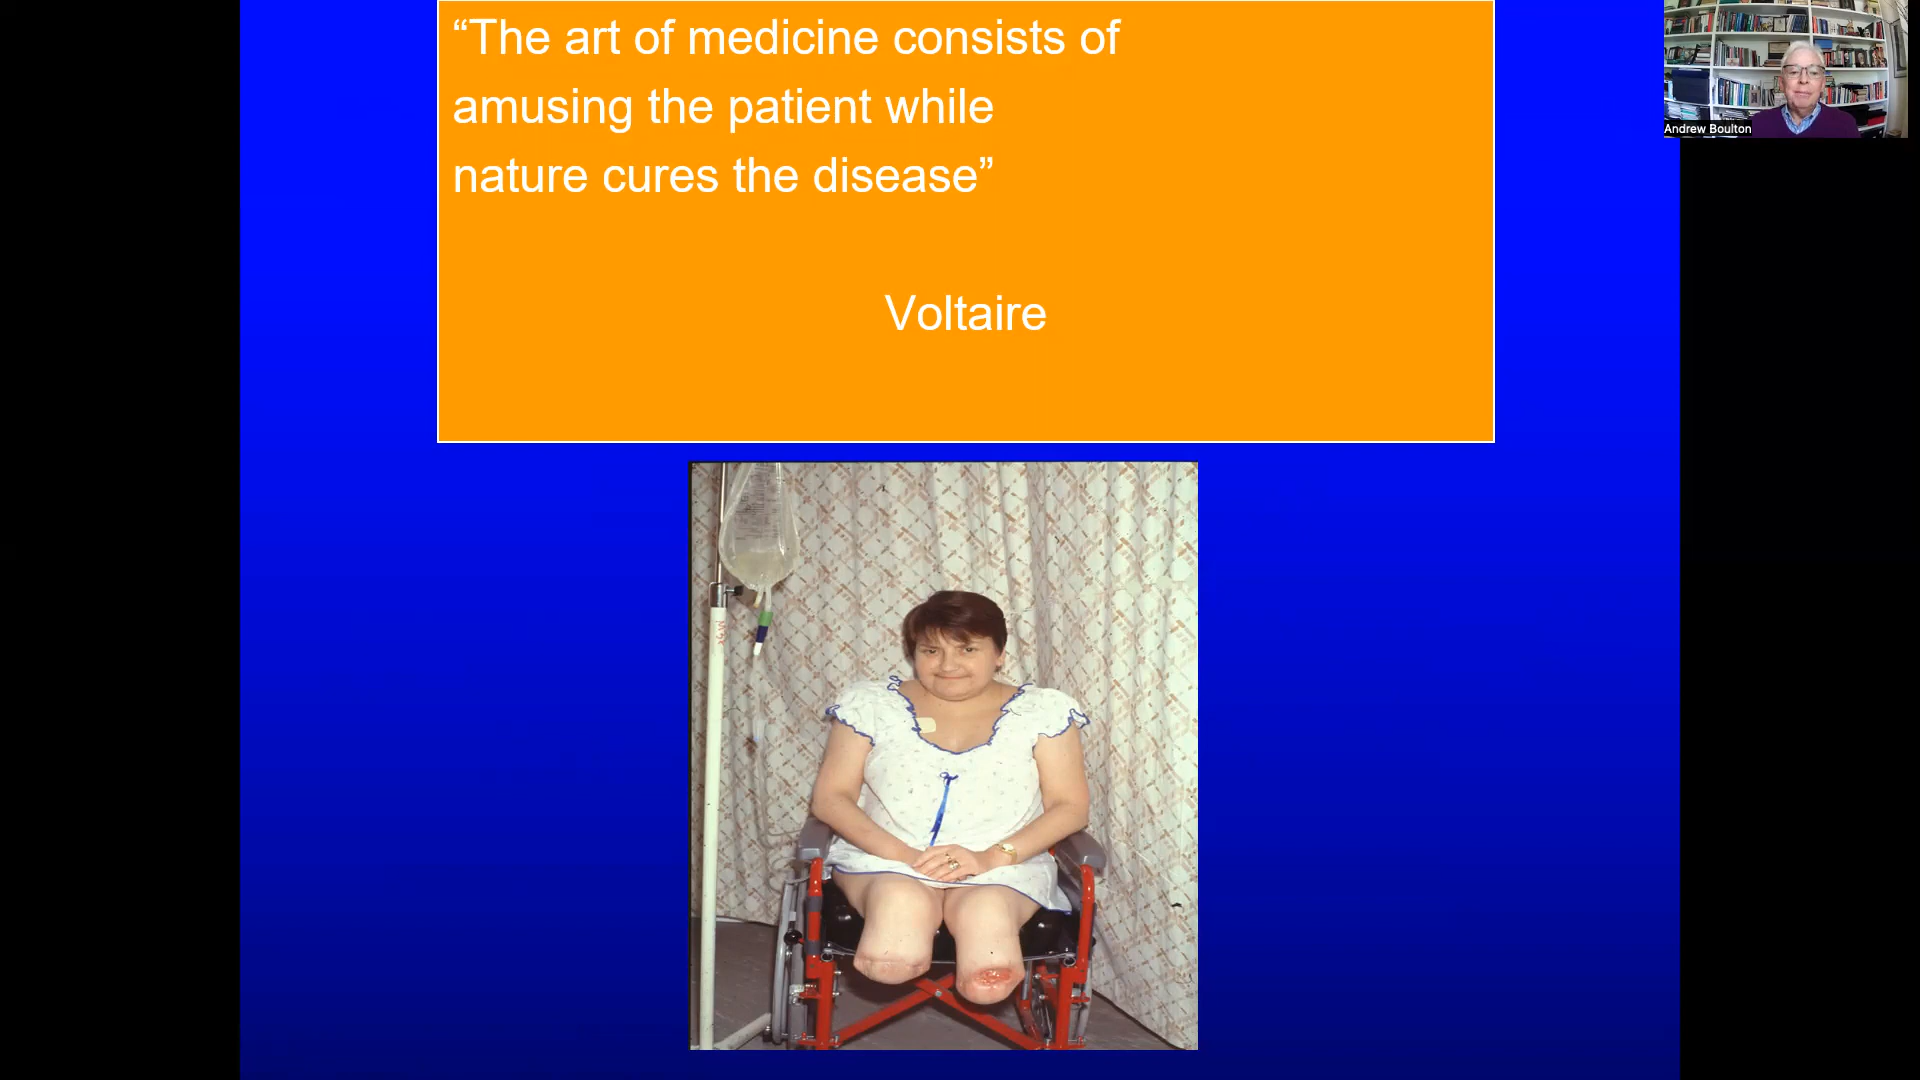 “The art of medicine consists of
amusing the patient while
nature cures the disease”
Voltaire
Andrew Boulton